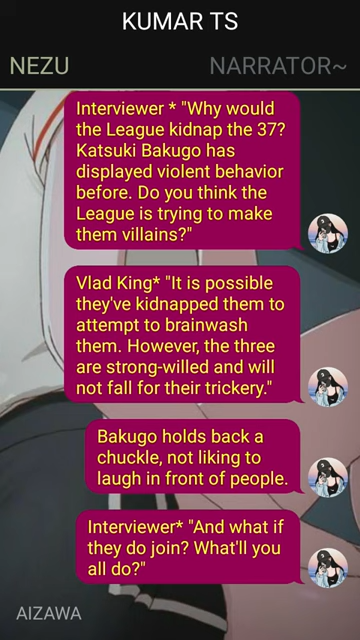 KUMAR TS
NEZU
NARRATOR~
Interviewer * "Why would
the League kidnap the 37?
Katsuki Bakugo has
displayed violent behavior
before. Do you think the
League is trying to make
them villains?"
Vlad King* "It is possible
they've kidnapped them to
attempt to brainwash
them. However, the three
are strong-willed and will
not fall for their trickery."
Bakugo holds back a
chuckle, not liking to
laugh in front of people.
Interviewer* "And what if
they do join? What'll you
all do?"
AIZAWA